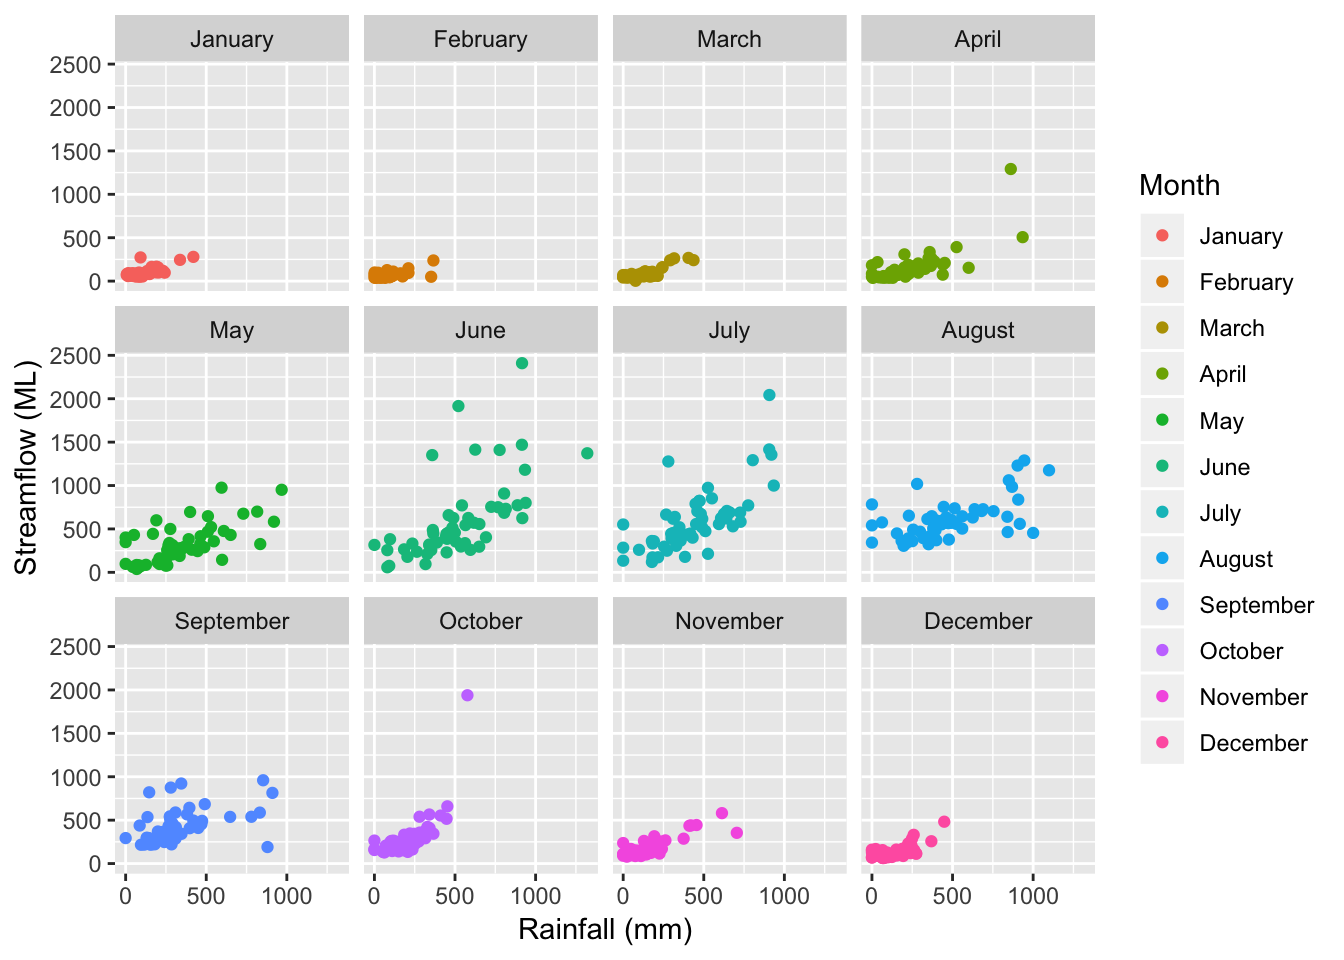 January February March April
2500
2000
1500
1000
500
0
May June July August
2500
2000
1500
1000
500
0
September October November December
2500
2000
1500
1000
500
0
0 500 1000 0 500 1000 0 500 1000 0 500 1000
Rainfall (mm)
Streamflow (ML)
Month
January
February
March
April
May
June
July
August
September
October
November
December